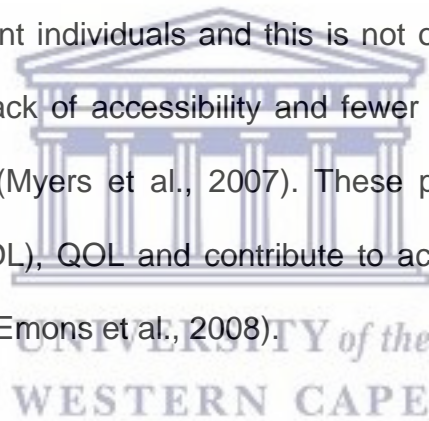 nt individuals and this is not o
ack of accessibility and fewer
(Myers et al., 2007). These p
OL), QOL and contribute to ac
Emons et al., 2008).
UNIVERSITY of the
WESTERN CAPE